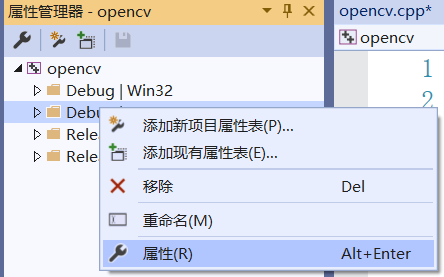 属性管理器 - opencv
opencv.cpp*
opencv
opencv
Debug | Win32
Debu
Relea
Relea
1
2
添加新项目属性表(P)...
添加现有属性表(E)...
移除 Del
重命名(M)
属性(R) Alt+Enter